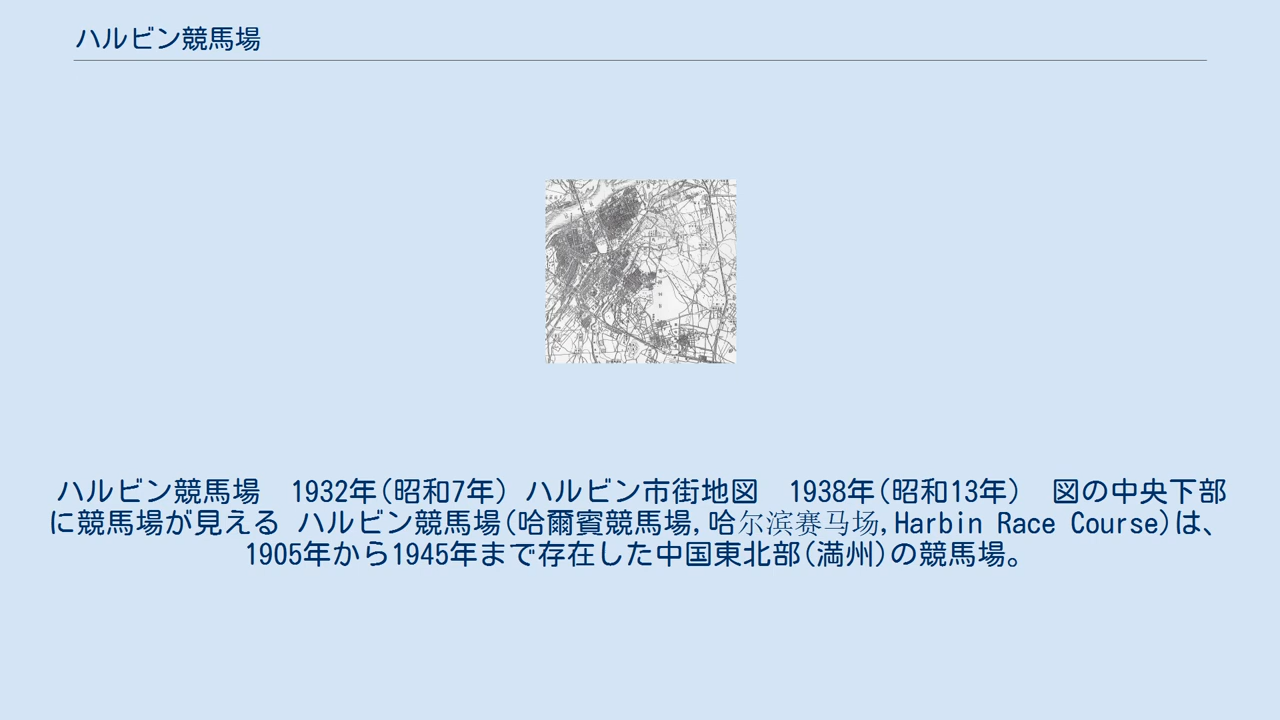 ハルビン競馬場
ハルビン競馬場　1932年(昭和7年) ハルビン市街地図　1938年(昭和13年)　図の中央下部
に競馬場が見える ハルビン競馬場(哈爾賓競馬場,哈尔滨赛马场,Harbin Race Course)は、
1905年から1945年まで存在した中国東北部(満州)の競馬場。